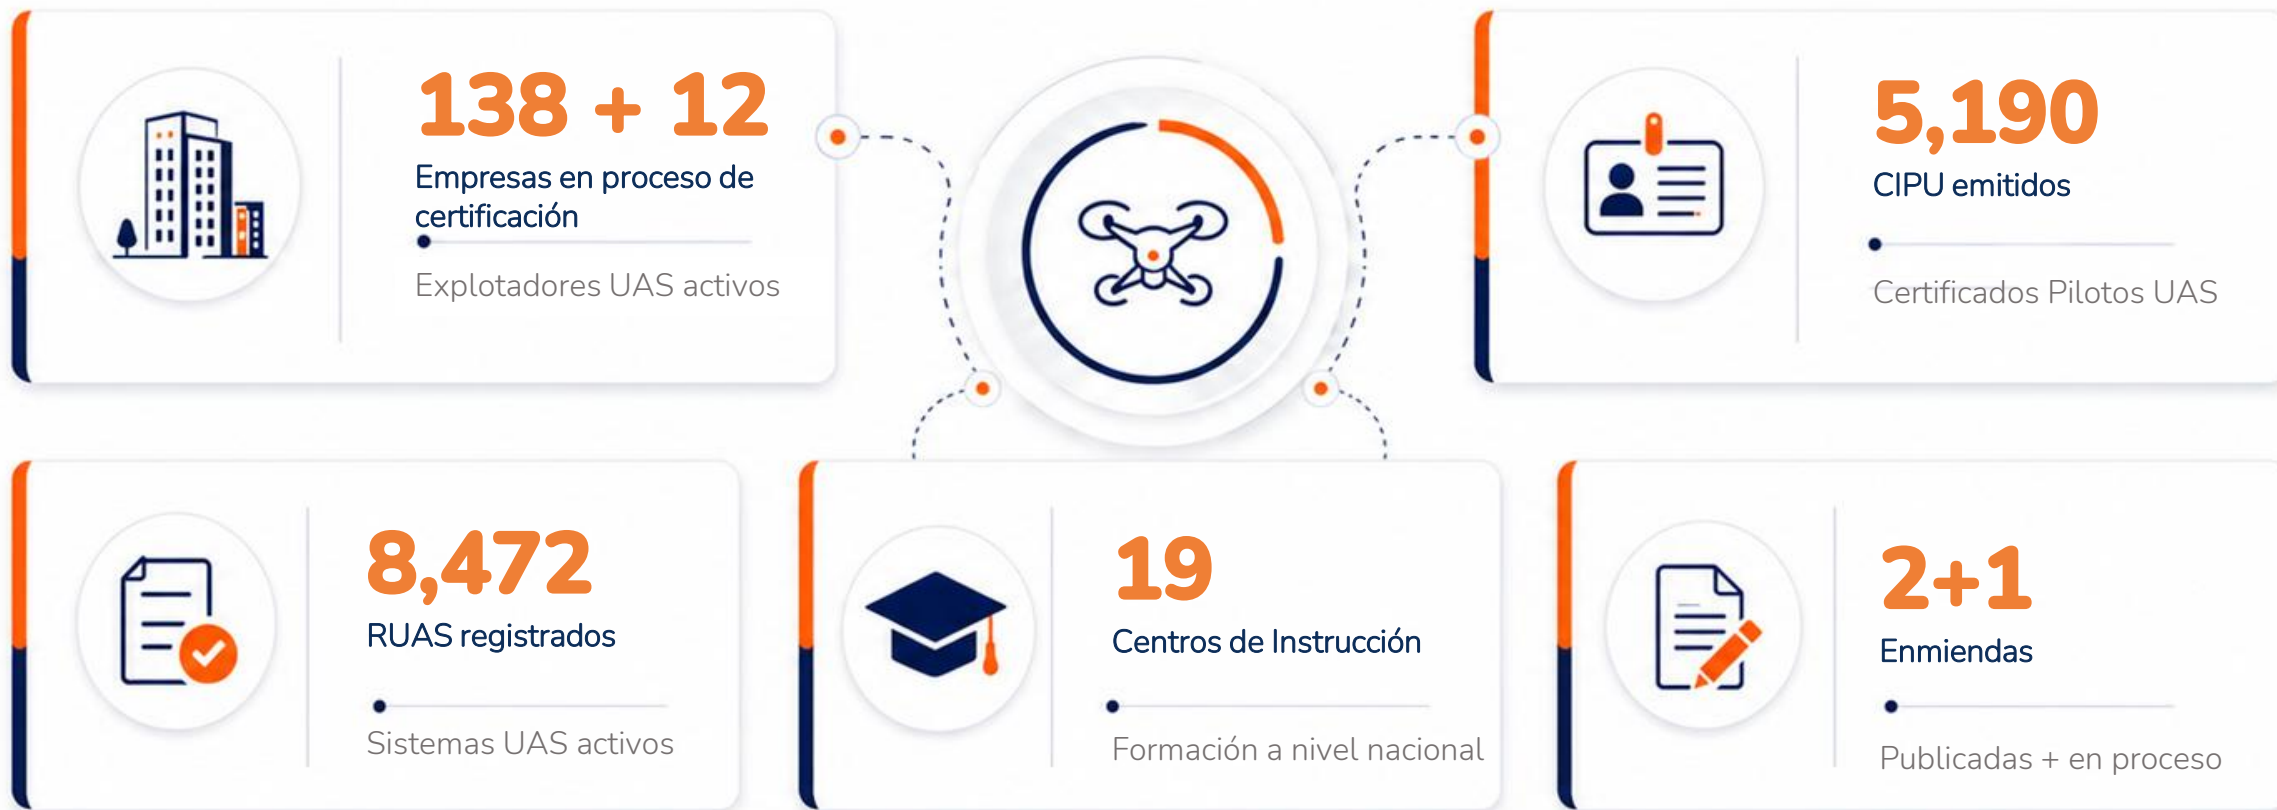 138 + 12
Empresas en proceso de
certificación
Explotadores UAS activos
5,190
CIPU emitidos
Certificados Pilotos UAS
8,472
RUAS registrados
Sistemas UAS activos
19
Centros de Instrucción
Formación a nivel nacional
2+1
Enmiendas
Publicadas + en proceso